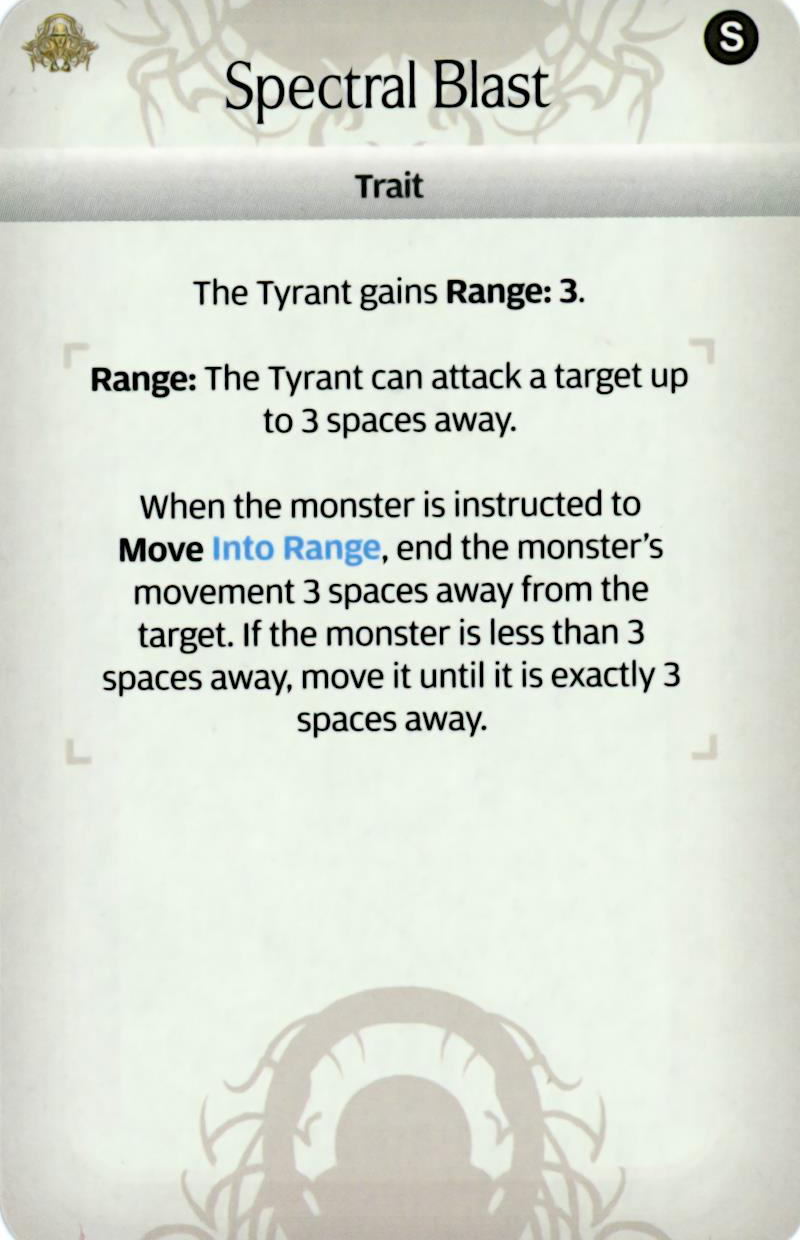 S
Spectral Blast
Trait
The Tyrant gains Range: 3.
Range: The Tyrant can attack a target up
to 3 spaces away.
When the monster is instructed to
Move Into Range, end the monster's
movement 3 spaces away from the
target. If the monster is less than 3
spaces away, move it until it is exactly 3
spaces away.